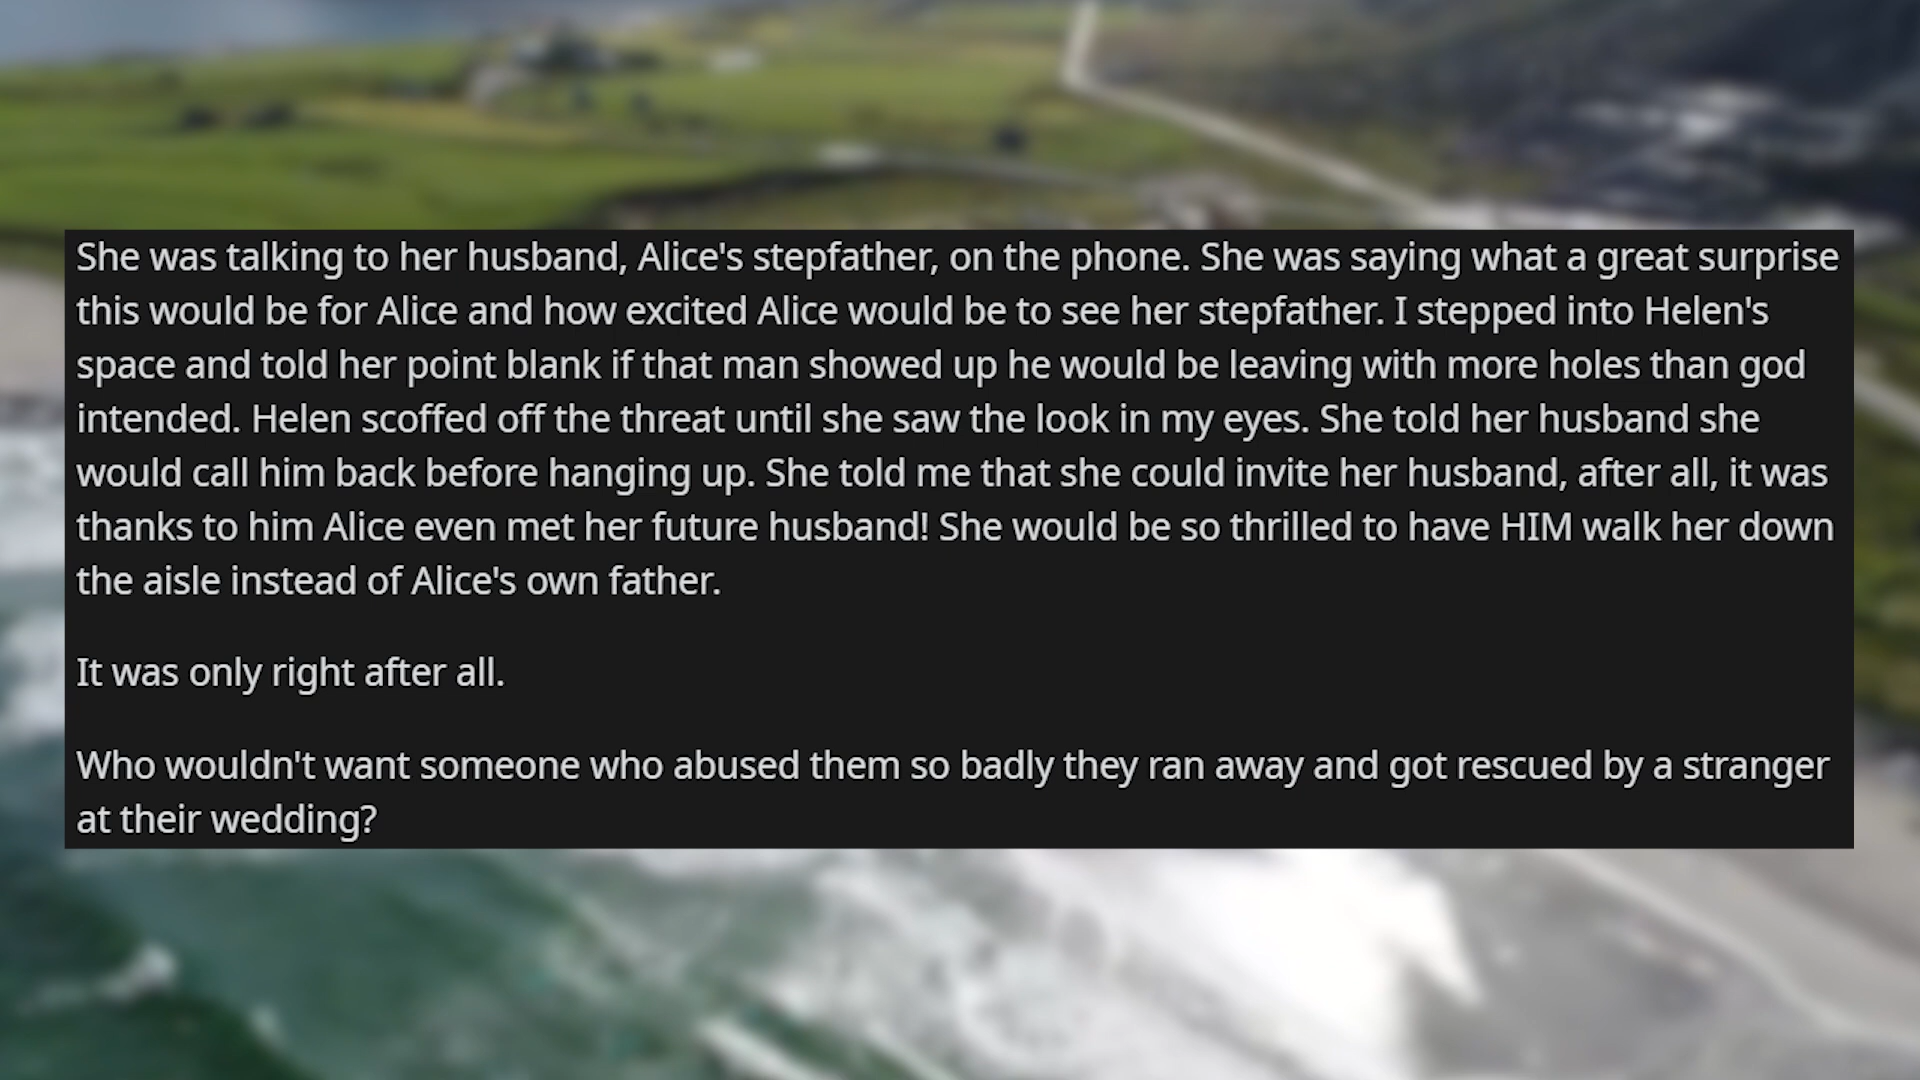 She was talking to her husband, Alice's stepfather, on the phone. She was saying what a great surprise
this would be for Alice and how excited Alice would be to see her stepfather. I stepped into Helen's
space and told her point blank if that man showed up he would be leaving with more holes than god
intended. Helen scoffed off the threat until she saw the look in my eyes. She told her husband she
would call him back before hanging up. She told me that she could invite her husband, after all, it was
thanks to him Alice even met her future husband! She would be so thrilled to have HIM walk her down
the aisle instead of Alice's own father.
It was only right after all.
Who wouldn't want someone who abused them so badly they ran away and got rescued by a stranger
at their wedding?